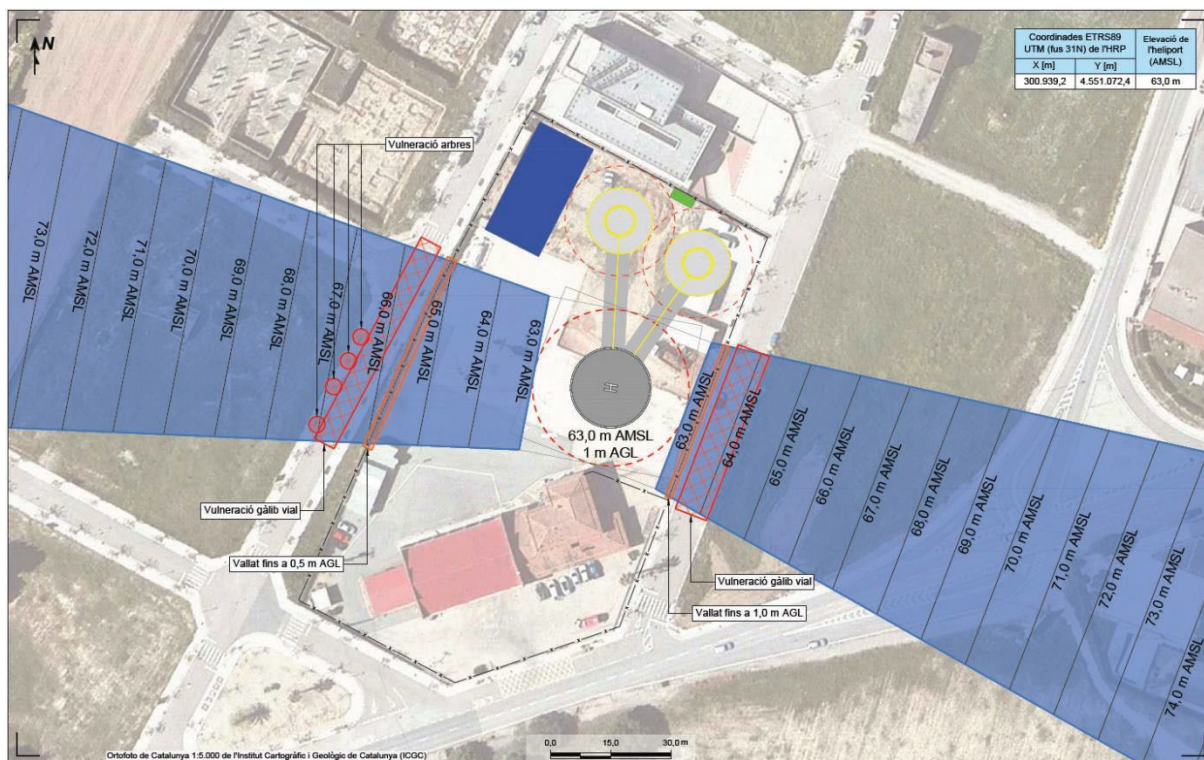 N
Coordinades ETRS89
UTM (fus 31N) de l'HRP
Elevació de
l'heliport
(AMSL)
X [m]
Y [m]
300.939,2
4.551.072,4
63,0 m
Vulneració arbres
73,0 m AMSL
72,0 m AMSL
71,0 m AMSL
70,0 m AMSL
69,0 m AMSL
68,0 m AMSL
67,0 m AMSL
66,0 m AMSL
65,0 m AMSL
64,0 m AMSL
63,0 m AMSL
H
63,0 m AMSL
1 m AGL
63,0 m AMSL
64,0 m AMSL
65,0 m AMSL
66,0 m AMSL
67,0 m AMSL
68,0 m AMSL
69,0 m AMSL
70,0 m AMSL
71,0 m AMSL
72,0 m AMSL
73,0 m AMSL
74,0 m AMSL
Vulneració gàlib vial
Vallat fins a 0,5 m AGL
Vulneració gàlib vial
Vallat fins a 1,0 m AGL
0,0 15,0 30,0 m
Ortofoto de Catalunya 1:5.000 de l'Institut Cartogràfic i Geològic de Catalunya (ICGC)